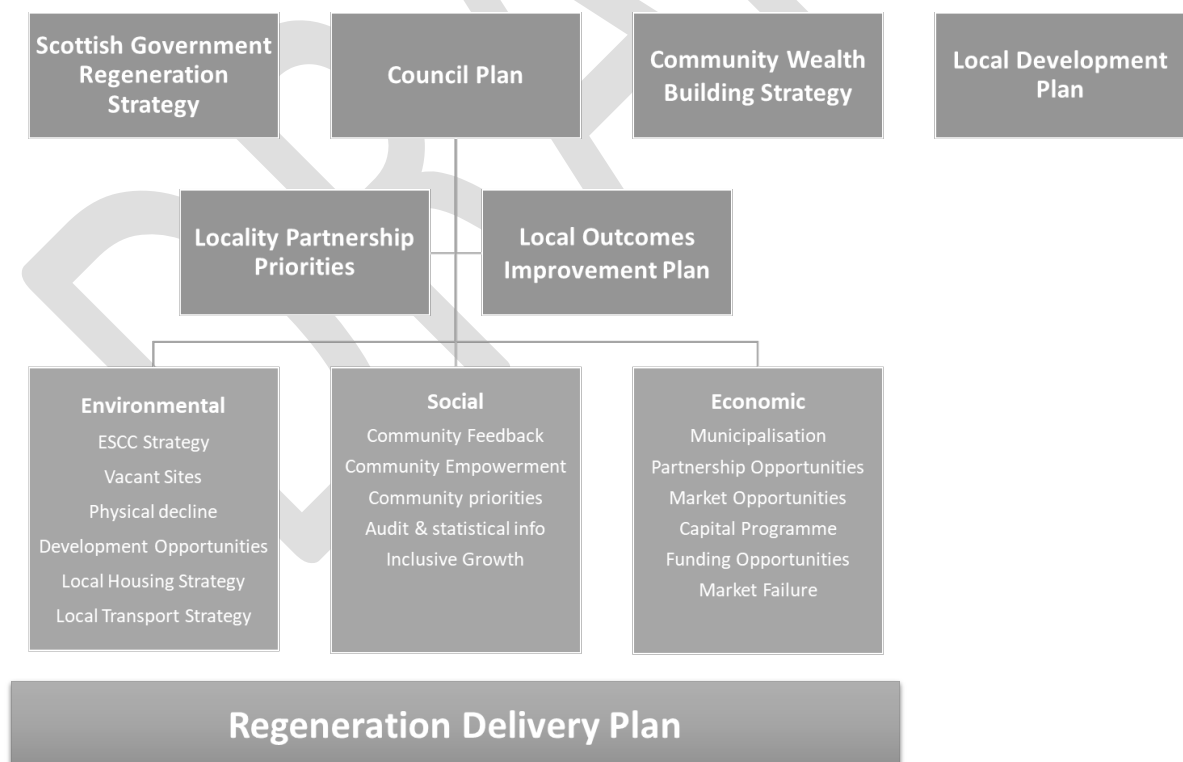 Scottish Government
Regeneration
Strategy
Council Plan
Community Wealth
Building Strategy
Local Development
Plan
Locality Partnership
Priorities
Local Outcomes
Improvement Plan
Environmental
ESCC Strategy
Vacant Sites
Physical decline
Development Opportunities
Local Housing Strategy
Local Transport Strategy
Social
Community Feedback
Community Empowerment
Community priorities
Audit & statistical info
Inclusive Growth
Economic
Municipalisation
Partnership Opportunities
Market Opportunities
Capital Programme
Funding Opportunities
Market Failure
Regeneration Delivery Plan